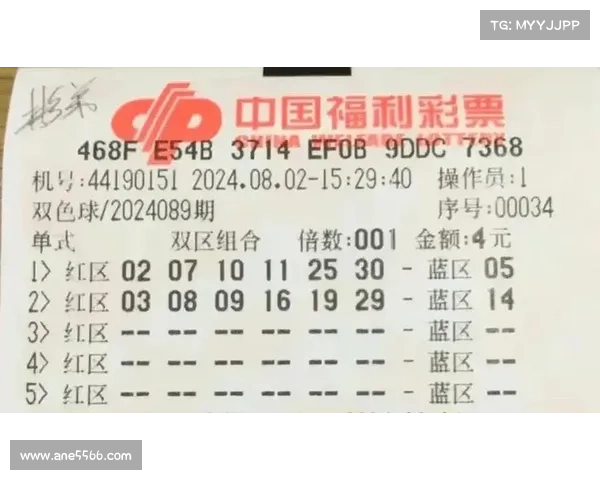 TG: MYYJJPP
中国福利彩票
CHINA WELFARE LOTTERY
468F E54B 3714 EF0B 9DDC 7368
机号:44190151 2024.08.02-15:29:40 操作员:1
双色球/2024089期 序号:00034
单式 双区组合 倍数:001 金额:4元
1> 红区 02 07 10 11 25 30 - 蓝区 05
2> 红区 03 08 09 16 19 29 - 蓝区 14
3> 红区 -- -- -- -- -- -- - 蓝区 --
4> 红区 -- -- -- -- -- -- - 蓝区 --
5> 红区 -- -- -- -- -- -- - 蓝区 --
www.ane5566.com